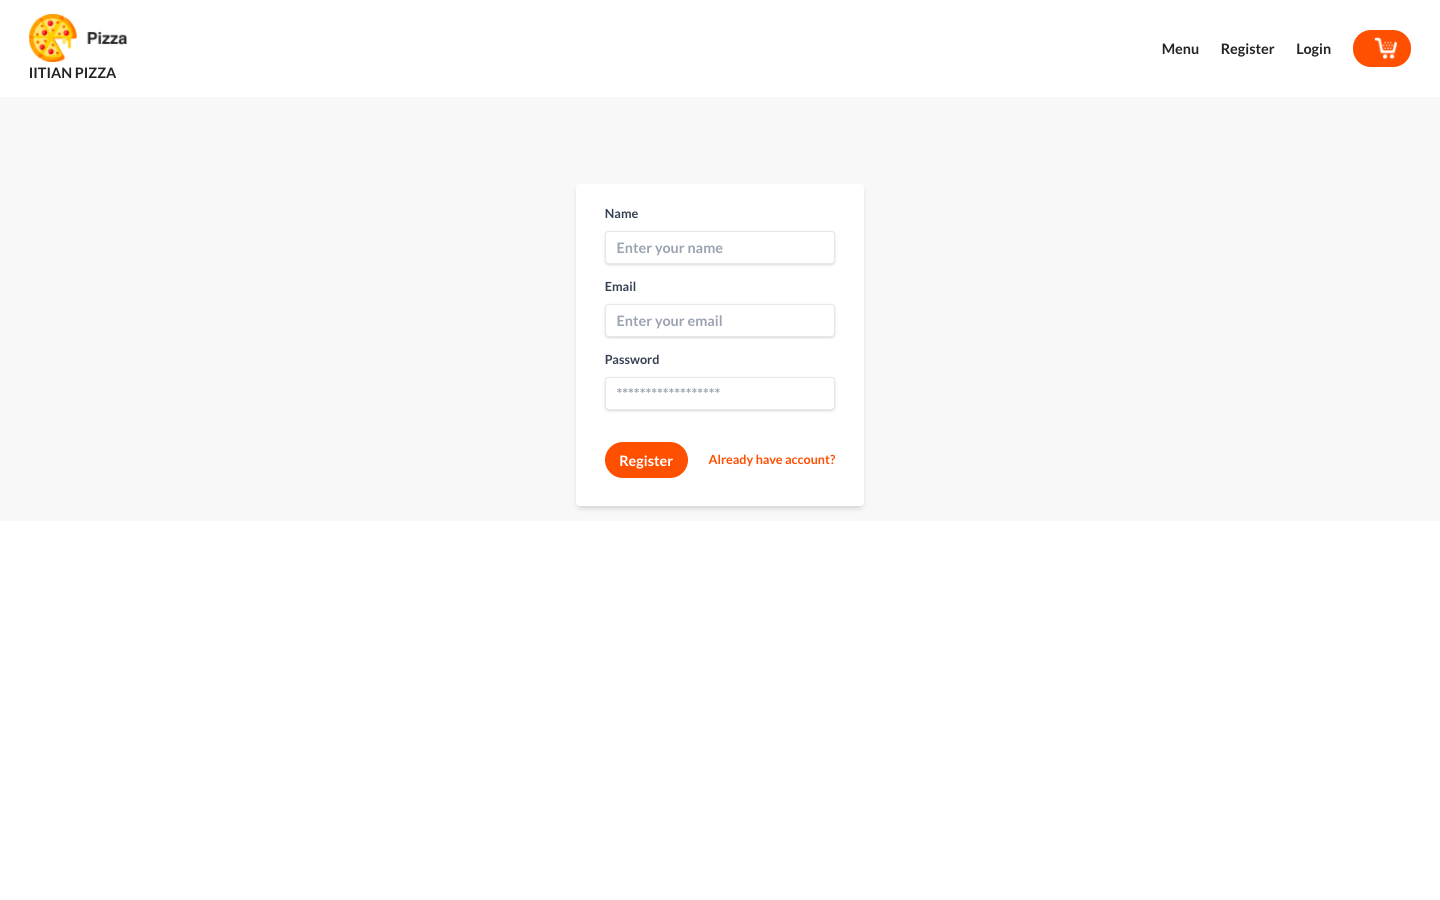 Pizza
IITIAN PIZZA
Menu Register Login
Name
Enter your name
Email
Enter your email
Password
******************
Register Already have account?